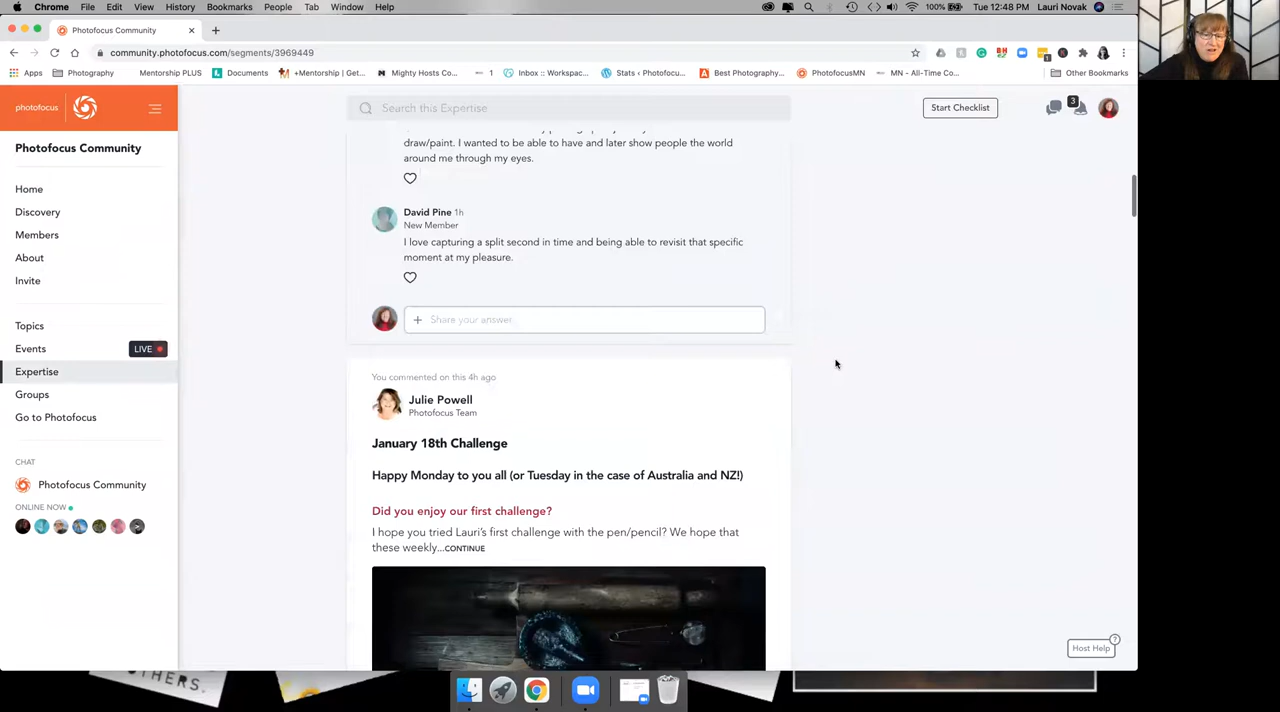 Chrome File Edit View History Bookmarks People Tab Window Help
100% Tue 12:48 PM Lauri Novak
Photofocus Community
community.photofocus.com/segments/3969449
Apps Photography Mentorship PLUS Documents +Mentorship | Get... Mighty Hosts Co... 1 Inbox :: Workspac... Stats ‹ Photofocu... Best Photography... PhotofocusMN MN - All-Time Co... Other Bookmarks
photofocus
Search this Expertise
Start Checklist
3
Photofocus Community
Home
Discovery
Members
About
Invite
Topics
Events LIVE
Expertise
Groups
Go to Photofocus
CHAT
Photofocus Community
ONLINE NOW
draw/paint. I wanted to be able to have and later show people the world
around me through my eyes.
David Pine 1h
New Member
I love capturing a split second in time and being able to revisit that specific
moment at my pleasure.
+ Share your answer
You commented on this 4h ago
Julie Powell
Photofocus Team
January 18th Challenge
Happy Monday to you all (or Tuesday in the case of Australia and NZ!)
Did you enjoy our first challenge?
I hope you tried Lauri's first challenge with the pen/pencil? We hope that
these weekly...CONTINUE
Host Help
?
OTHERS.